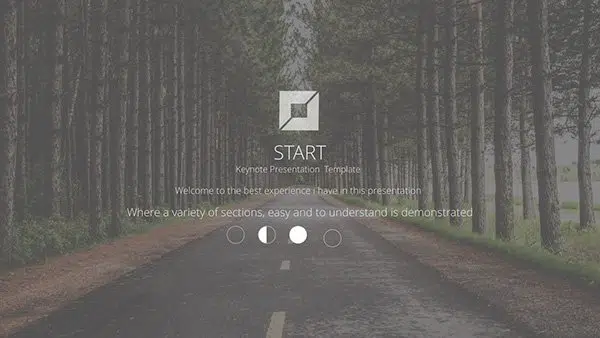 START
Keynote Presentation Template
Welcome to the best experience i have in this presentation
Where a variety of sections, easy and to understand is demonstrated